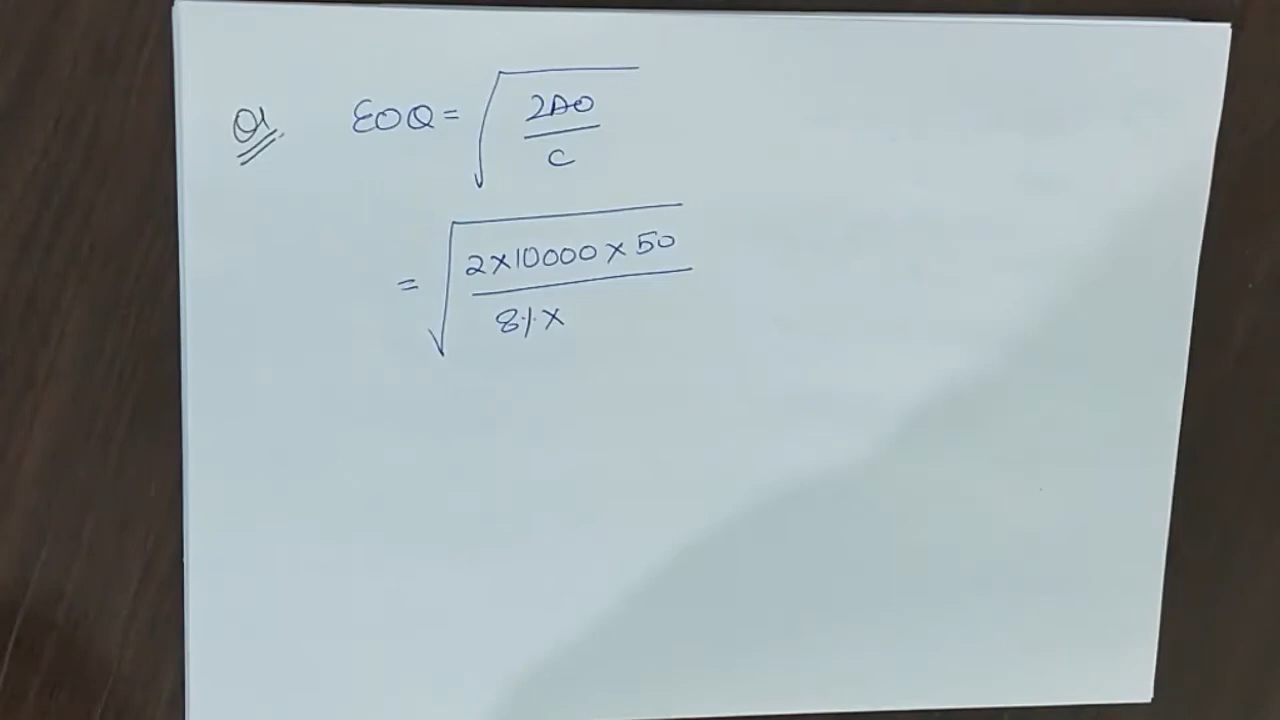 Q1.
EOQ = √(2AO/C)
= √(2×10000×50/8%×)